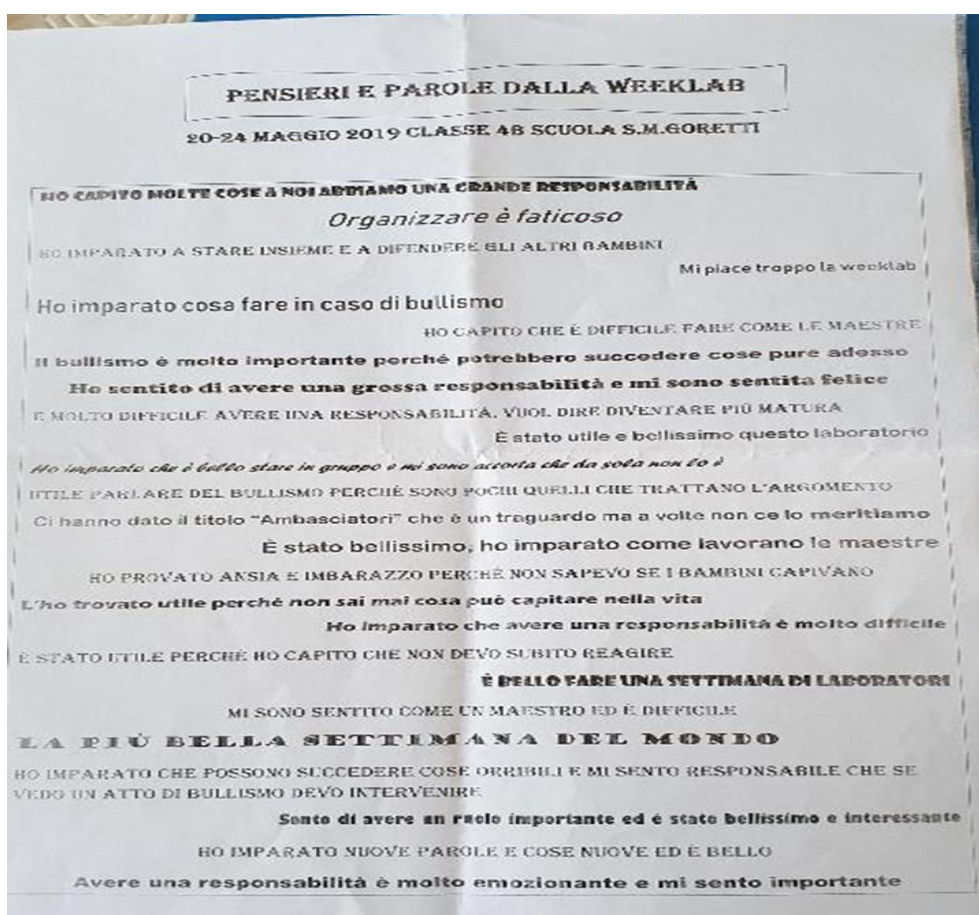 PENSIERI E PAROLE DALLA WEEKLAB
20-24 MAGGIO 2019 CLASSE 4B SCUOLA S.M.GORETTI
HO CAPITO MOLTE COSE A NOI ABBIAMO UNA GRANDE RESPONSABILITÀ
Organizzare è faticoso
HO IMPARATO A STARE INSIEME E A DIFENDERE GLI ALTRI BAMBINI
Mi piace troppo la weeklab
Ho imparato cosa fare in caso di bullismo
HO CAPITO CHE È DIFFICILE FARE COME LE MAESTRE
Il bullismo è molto importante perché potrebbero succedere cose pure adesso
Ho sentito di avere una grossa responsabilità e mi sono sentita felice
E MOLTO DIFFICILE AVERE UNA RESPONSABILITÀ. VUOL DIRE DIVENTARE PIÙ MATURA
È stato utile e bellissimo questo laboratorio
Ho imparato che è bello stare in gruppo e mi sono accorta che da sola non lo è
UTILE PARLARE DEL BULLISMO PERCHÈ SONO POCHI QUELLI CHE TRATTANO L'ARGOMENTO
Ci hanno dato il titolo "Ambasciatori" che è un traguardo ma a volte non ce lo meritiamo
È stato bellissimo, ho imparato come lavorano le maestre
HO PROVATO ANSIA E IMBARAZZO PERCHÈ NON SAPEVO SE I BAMBINI CAPIVANO
L'ho trovato utile perché non sai mai cosa può capitare nella vita
Ho imparato che avere una responsabilità è molto difficile
È STATO UTILE PERCHÈ HO CAPITO CHE NON DEVO SUBITO REAGIRE
È BELLO FARE UNA SETTIMANA DI LABORATORI
MI SONO SENTITO COME UN MAESTRO ED È DIFFICILE
LA PIÙ BELLA SETTIMANA DEL MONDO
HO IMPARATO CHE POSSONO SUCCEDERE COSE ORRIBILI E MI SENTO RESPONSABILE CHE SE
VEDO UN ATTO DI BULLISMO DEVO INTERVENIRE
Sento di avere un ruolo importante ed è stato bellissimo e interessante
HO IMPARATO NUOVE PAROLE E COSE NUOVE ED È BELLO
Avere una responsabilità è molto emozionante e mi sento importante